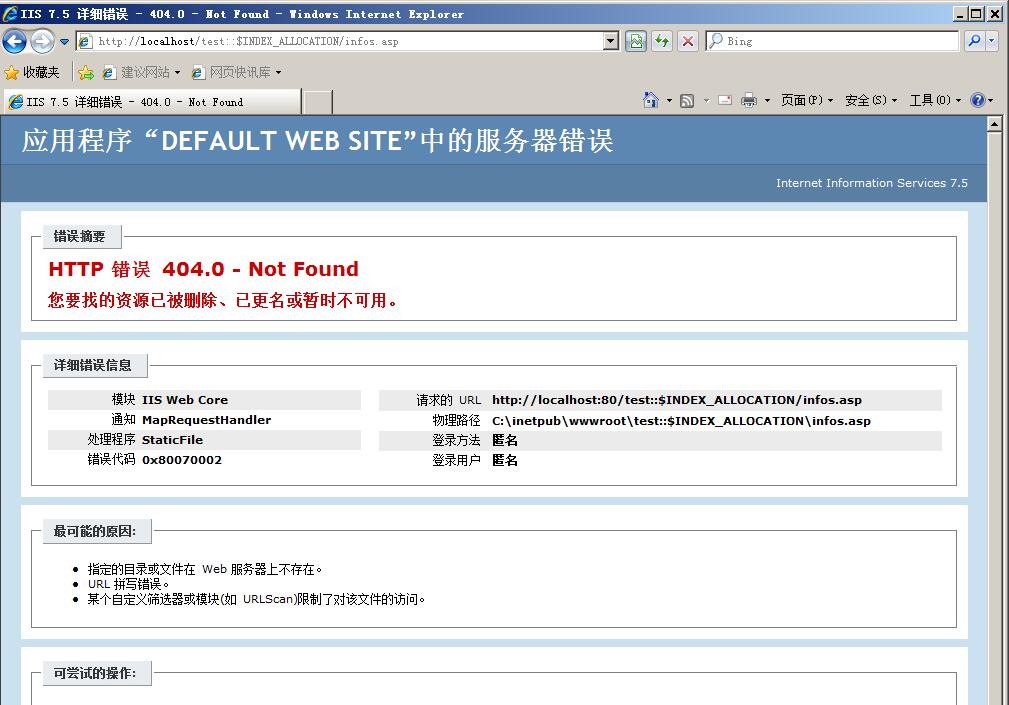 IIS 7.5 详细错误 - 404.0 - Not Found - Windows Internet Explorer
http://localhost/test::$INDEX_ALLOCATION/infos.asp
Bing
收藏夹 建议网站 网页快讯库
IIS 7.5 详细错误 - 404.0 - Not Found
页面(P) 安全(S) 工具(O)
应用程序“DEFAULT WEB SITE”中的服务器错误
Internet Information Services 7.5
错误摘要
HTTP 错误 404.0 - Not Found
您要找的资源已被删除、已更名或暂时不可用。
详细错误信息
模块 IIS Web Core
通知 MapRequestHandler
处理程序 StaticFile
错误代码 0x80070002
请求的 URL http://localhost:80/test::$INDEX_ALLOCATION/infos.asp
物理路径 C:\inetpub\wwwroot\test::$INDEX_ALLOCATION\infos.asp
登录方法 匿名
登录用户 匿名
最可能的原因:
指定的目录或文件在 Web 服务器上不存在。
URL 拼写错误。
某个自定义筛选器或模块(如 URLScan)限制了对该文件的访问。
可尝试的操作: